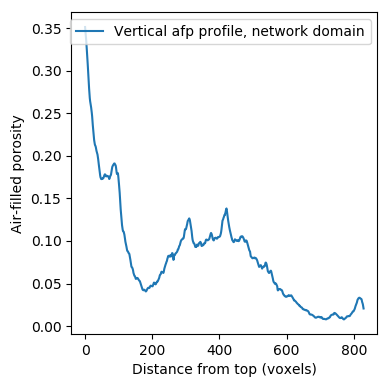 Vertical afp profile, network domain
0.35
0.30
0.25
0.20
0.15
0.10
0.05
0.00
Air-filled porosity
0 200 400 600 800
Distance from top (voxels)